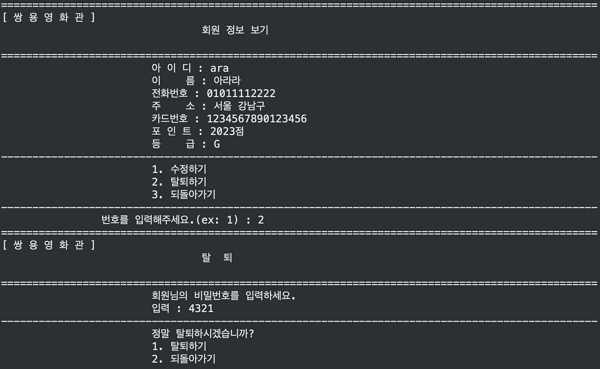 ================================================================================
[ 쌍 용 영 화 관 ]
회원 정보 보기
================================================================================
아 이 디 : ara
이    름 : 아라라
전화번호 : 01011112222
주    소 : 서울 강남구
카드번호 : 1234567890123456
포 인 트 : 2023점
등    급 : G
--------------------------------------------------------------------------------
1. 수정하기
2. 탈퇴하기
3. 되돌아가기
--------------------------------------------------------------------------------
번호를 입력해주세요.(ex: 1) : 2
================================================================================
[ 쌍 용 영 화 관 ]
탈  퇴
================================================================================
회원님의 비밀번호를 입력하세요.
입력 : 4321
--------------------------------------------------------------------------------
정말 탈퇴하시겠습니까?
1. 탈퇴하기
2. 되돌아가기